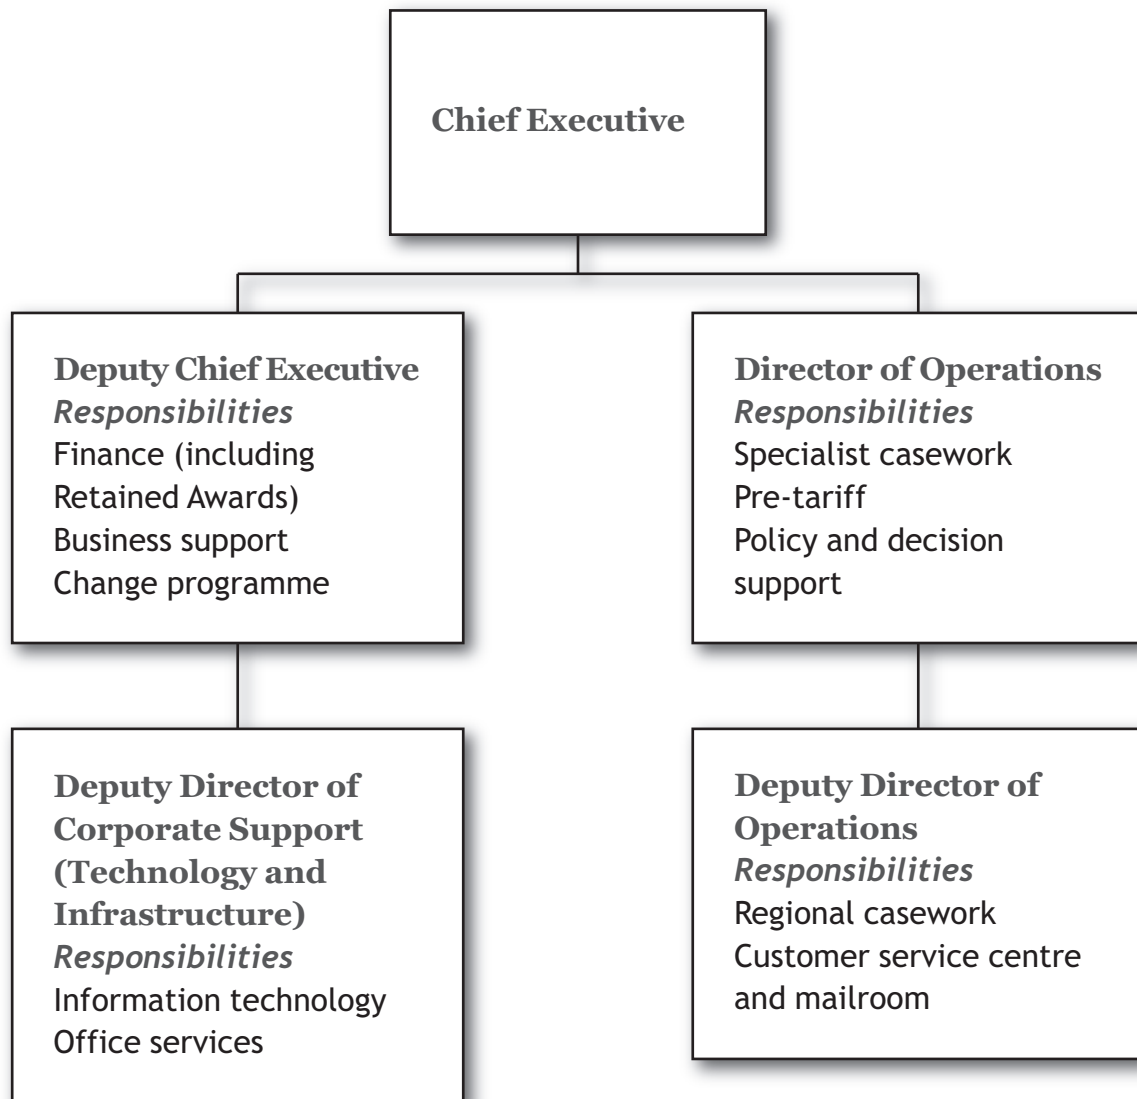 Chief Executive
Deputy Chief Executive
Responsibilities
Finance (including
Retained Awards)
Business support
Change programme
Director of Operations
Responsibilities
Specialist casework
Pre-tariff
Policy and decision
support
Deputy Director of
Corporate Support
(Technology and
Infrastructure)
Responsibilities
Information technology
Office services
Deputy Director of
Operations
Responsibilities
Regional casework
Customer service centre
and mailroom